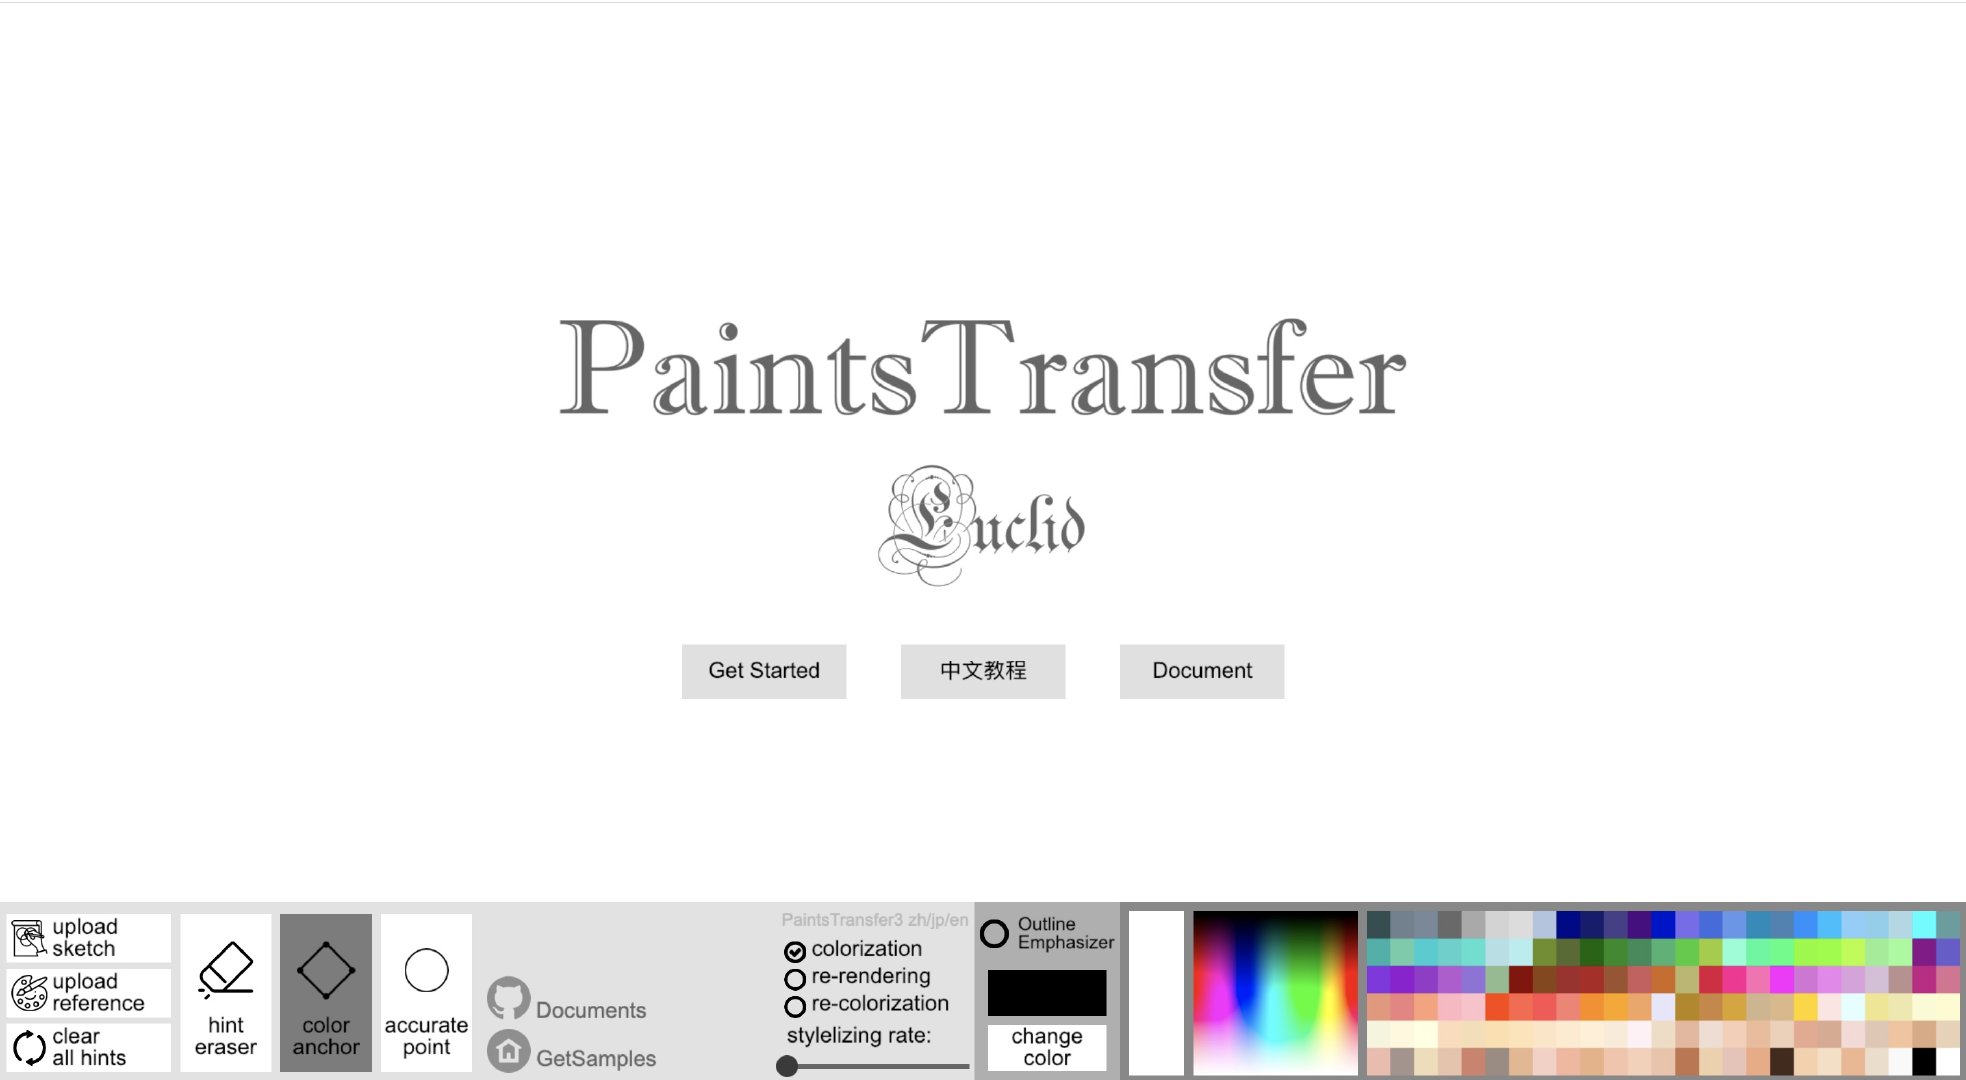 PaintsTransfer
Euclid
Get Started
中文教程
Document
upload
sketch
upload
reference
clear
all hints
hint
eraser
color
anchor
accurate
point
Documents
GetSamples
PaintsTransfer3 zh/jp/en
colorization
re-rendering
re-colorization
stylelizing rate:
Outline
Emphasizer
change
color